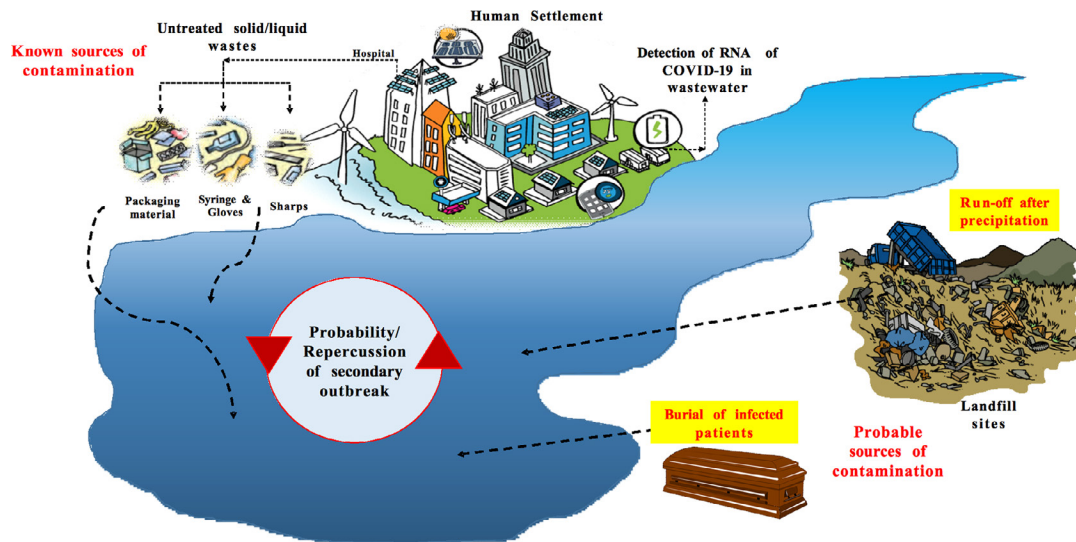 Human Settlement
Known sources of
contamination
Untreated solid/liquid
wastes
Hospital
Detection of RNA of
COVID-19 in
wastewater
Packaging
material
Syringe &
Gloves
Sharps
Run-off after
precipitation
Probability/
Repercussion
of secondary
outbreak
Landfill
sites
Burial of infected
patients
Probable
sources of
contamination